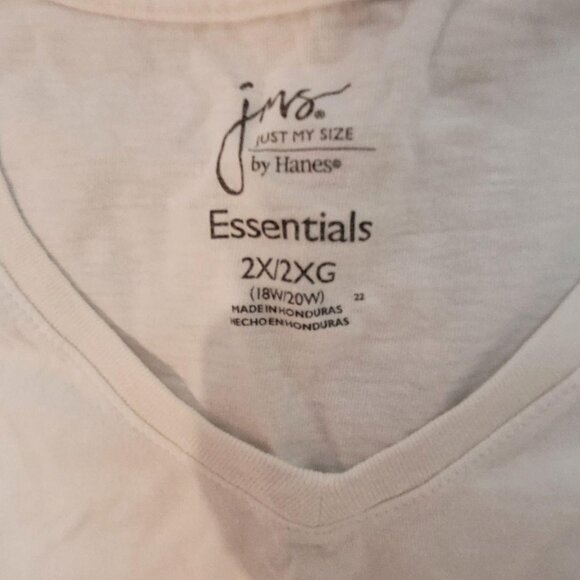 jms®
JUST MY SIZE
by Hanes®
Essentials
2X/2XG
(18W/20W) 22
MADE IN HONDURAS
HECHO EN HONDURAS